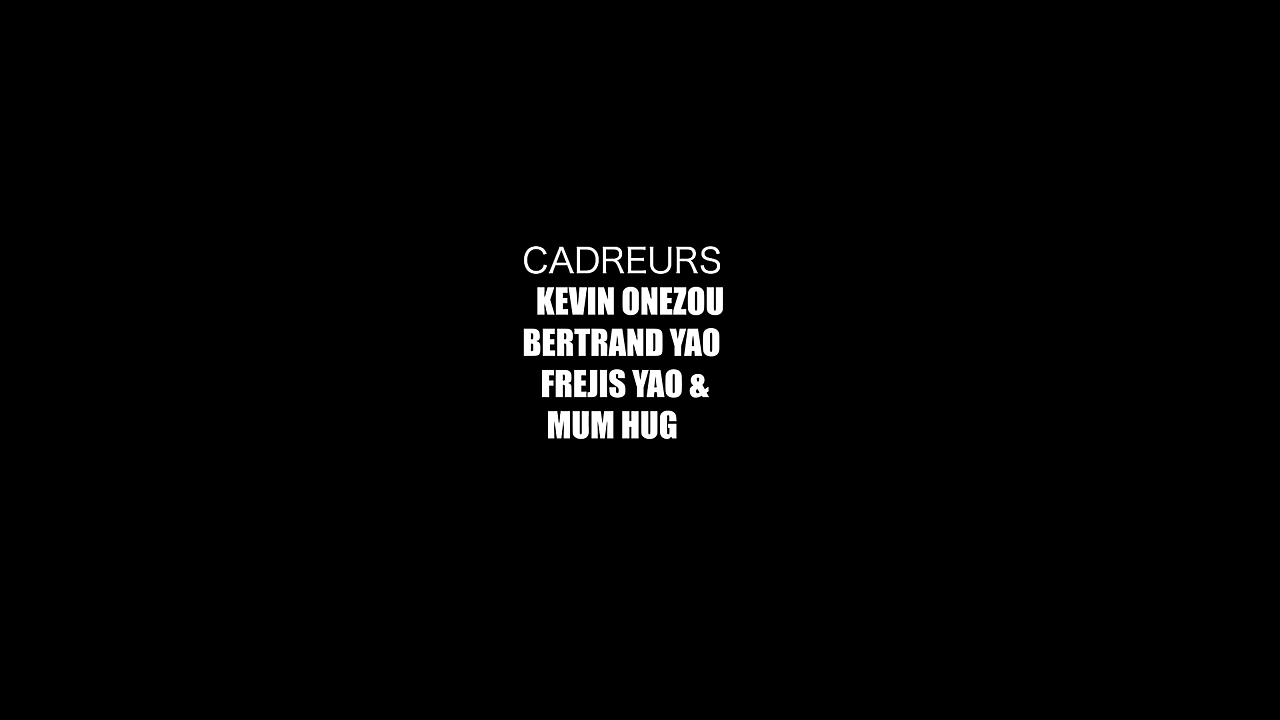 CADREURS
KEVIN ONEZOU
BERTRAND YAO
FREJIS YAO &
MUM HUG